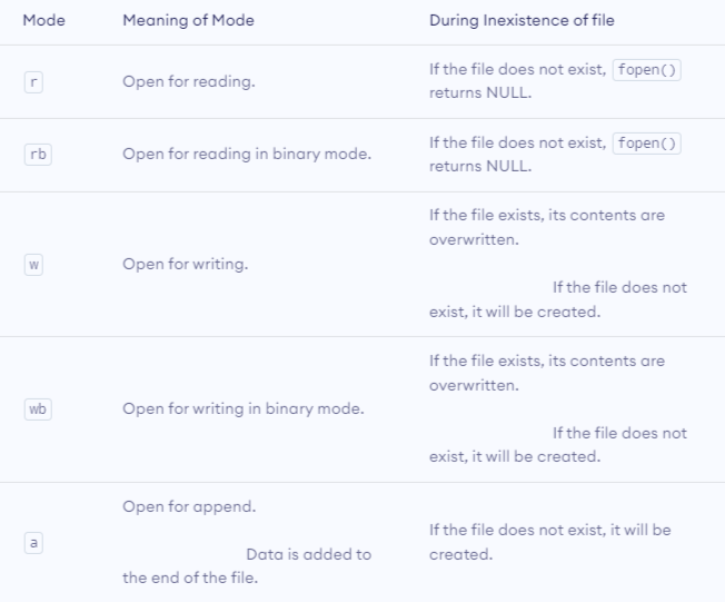 Mode Meaning of Mode During Inexistence of file
r Open for reading. If the file does not exist, fopen()
returns NULL.
rb Open for reading in binary mode. If the file does not exist, fopen()
returns NULL.
w Open for writing. If the file exists, its contents are
overwritten.
If the file does not
exist, it will be created.
wb Open for writing in binary mode. If the file exists, its contents are
overwritten.
If the file does not
exist, it will be created.
a Open for append.
Data is added to
the end of the file.
If the file does not exist, it will be
created.